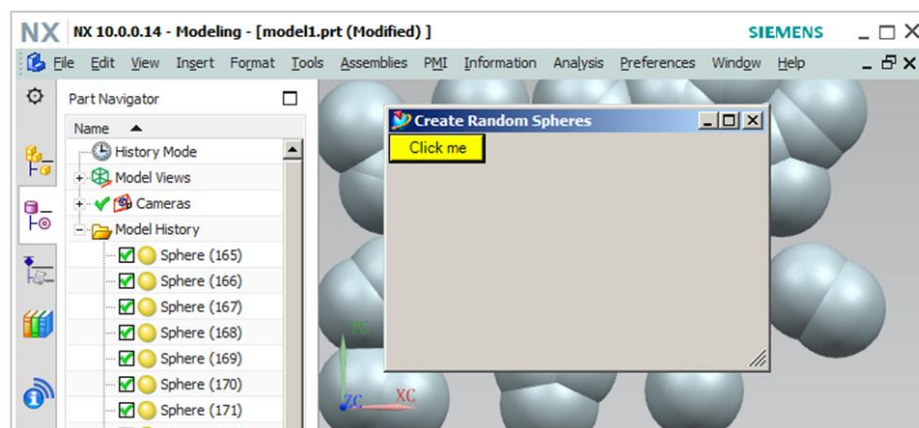 NX NX 10.0.0.14 - Modeling - [model1.prt (Modified) ] SIEMENS
File Edit View Insert Format Tools Assemblies PMI Information Analysis Preferences Window Help
Part Navigator
Name
History Mode
Model Views
Cameras
Model History
Sphere (165)
Sphere (166)
Sphere (167)
Sphere (168)
Sphere (169)
Sphere (170)
Sphere (171)
Create Random Spheres
Click me
YC
ZC XC